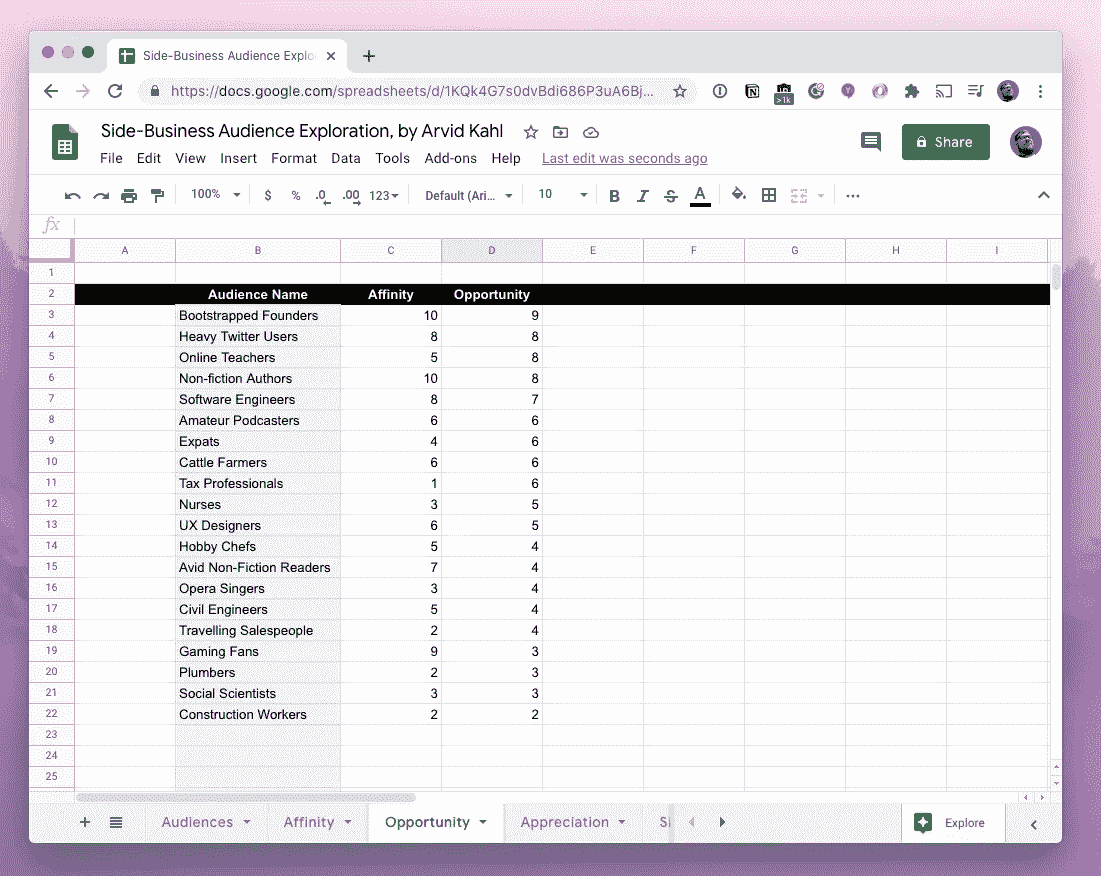 Side-Business Audience Explo
https://docs.google.com/spreadsheets/d/1KQk4G7s0dvBdi686P3uA6Bj...
>1k
Side-Business Audience Exploration, by Arvid Kahl
Share
File Edit View Insert Format Data Tools Add-ons Help Last edit was seconds ago
100% $ % .0 .00 123 Default (Ari... 10 B I S A
fx
A B C D E F G H I
1
2 Audience Name Affinity Opportunity
3 Bootstrapped Founders 10 9
4 Heavy Twitter Users 8 8
5 Online Teachers 5 8
6 Non-fiction Authors 10 8
7 Software Engineers 8 7
8 Amateur Podcasters 6 6
9 Expats 4 6
10 Cattle Farmers 6 6
11 Tax Professionals 1 6
12 Nurses 3 5
13 UX Designers 6 5
14 Hobby Chefs 5 4
15 Avid Non-Fiction Readers 7 4
16 Opera Singers 3 4
17 Civil Engineers 5 4
18 Travelling Salespeople 2 4
19 Gaming Fans 9 3
20 Plumbers 2 3
21 Social Scientists 3 3
22 Construction Workers 2 2
23
24
25
Audiences Affinity Opportunity Appreciation Explore